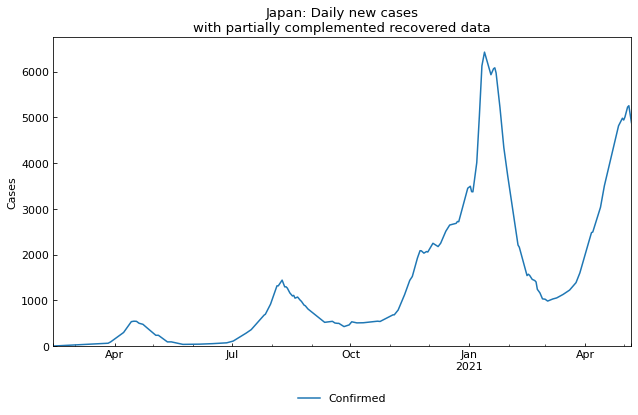 Japan: Daily new cases
with partially complemented recovered data
Cases
6000
5000
4000
3000
2000
1000
0
Apr Jul Oct Jan Apr
2021
Confirmed